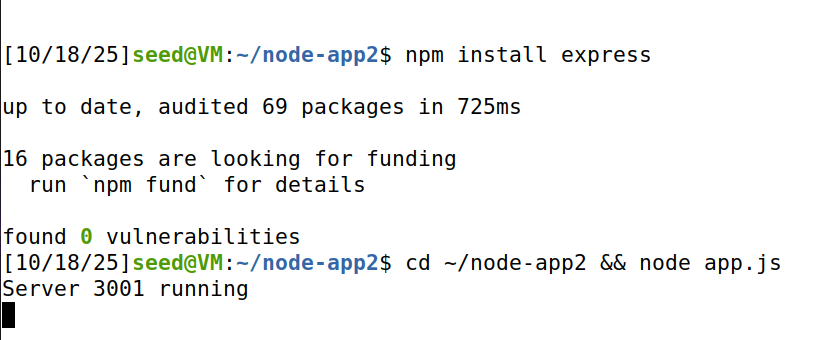 [10/18/25]seed@VM:~/node-app2$ npm install express
up to date, audited 69 packages in 725ms
16 packages are looking for funding
  run `npm fund` for details
found 0 vulnerabilities
[10/18/25]seed@VM:~/node-app2$ cd ~/node-app2 && node app.js
Server 3001 running